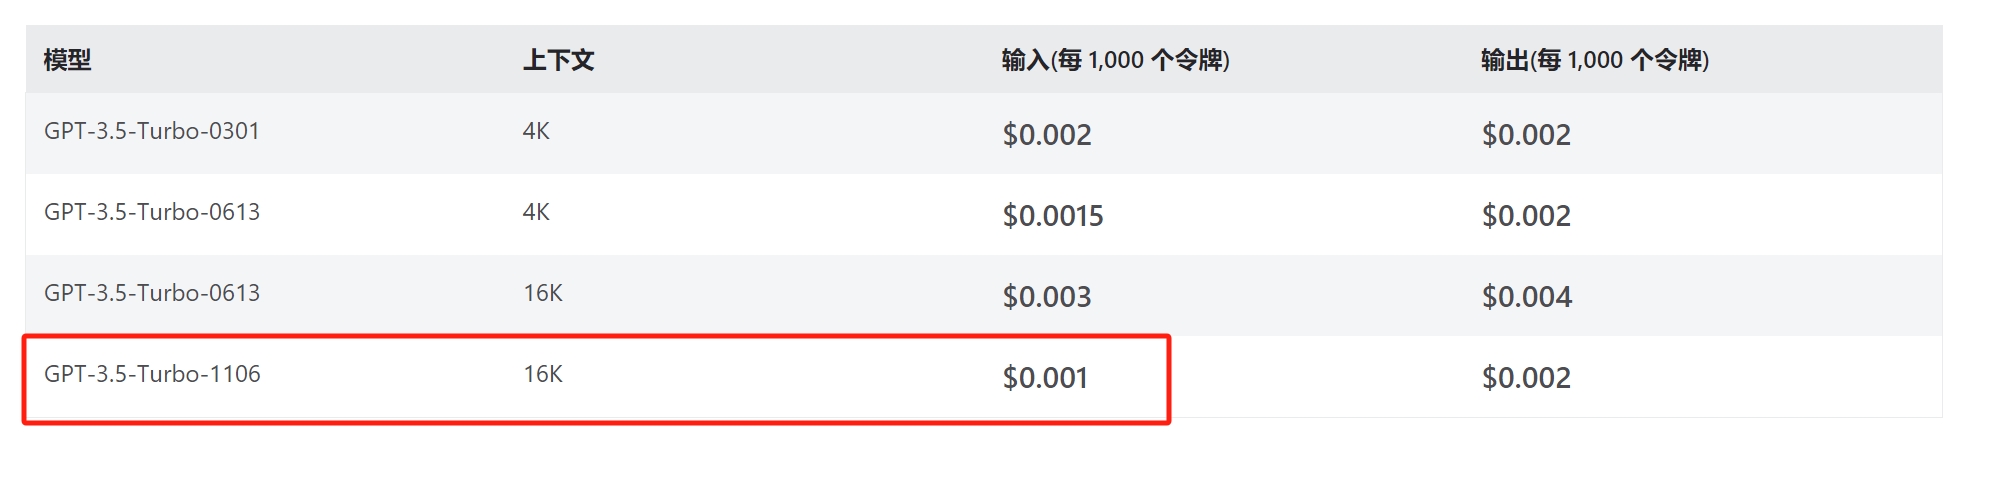 模型 上下文 输入(每 1,000 个令牌) 输出(每 1,000 个令牌)
GPT-3.5-Turbo-0301 4K $0.002 $0.002
GPT-3.5-Turbo-0613 4K $0.0015 $0.002
GPT-3.5-Turbo-0613 16K $0.003 $0.004
GPT-3.5-Turbo-1106 16K $0.001 $0.002